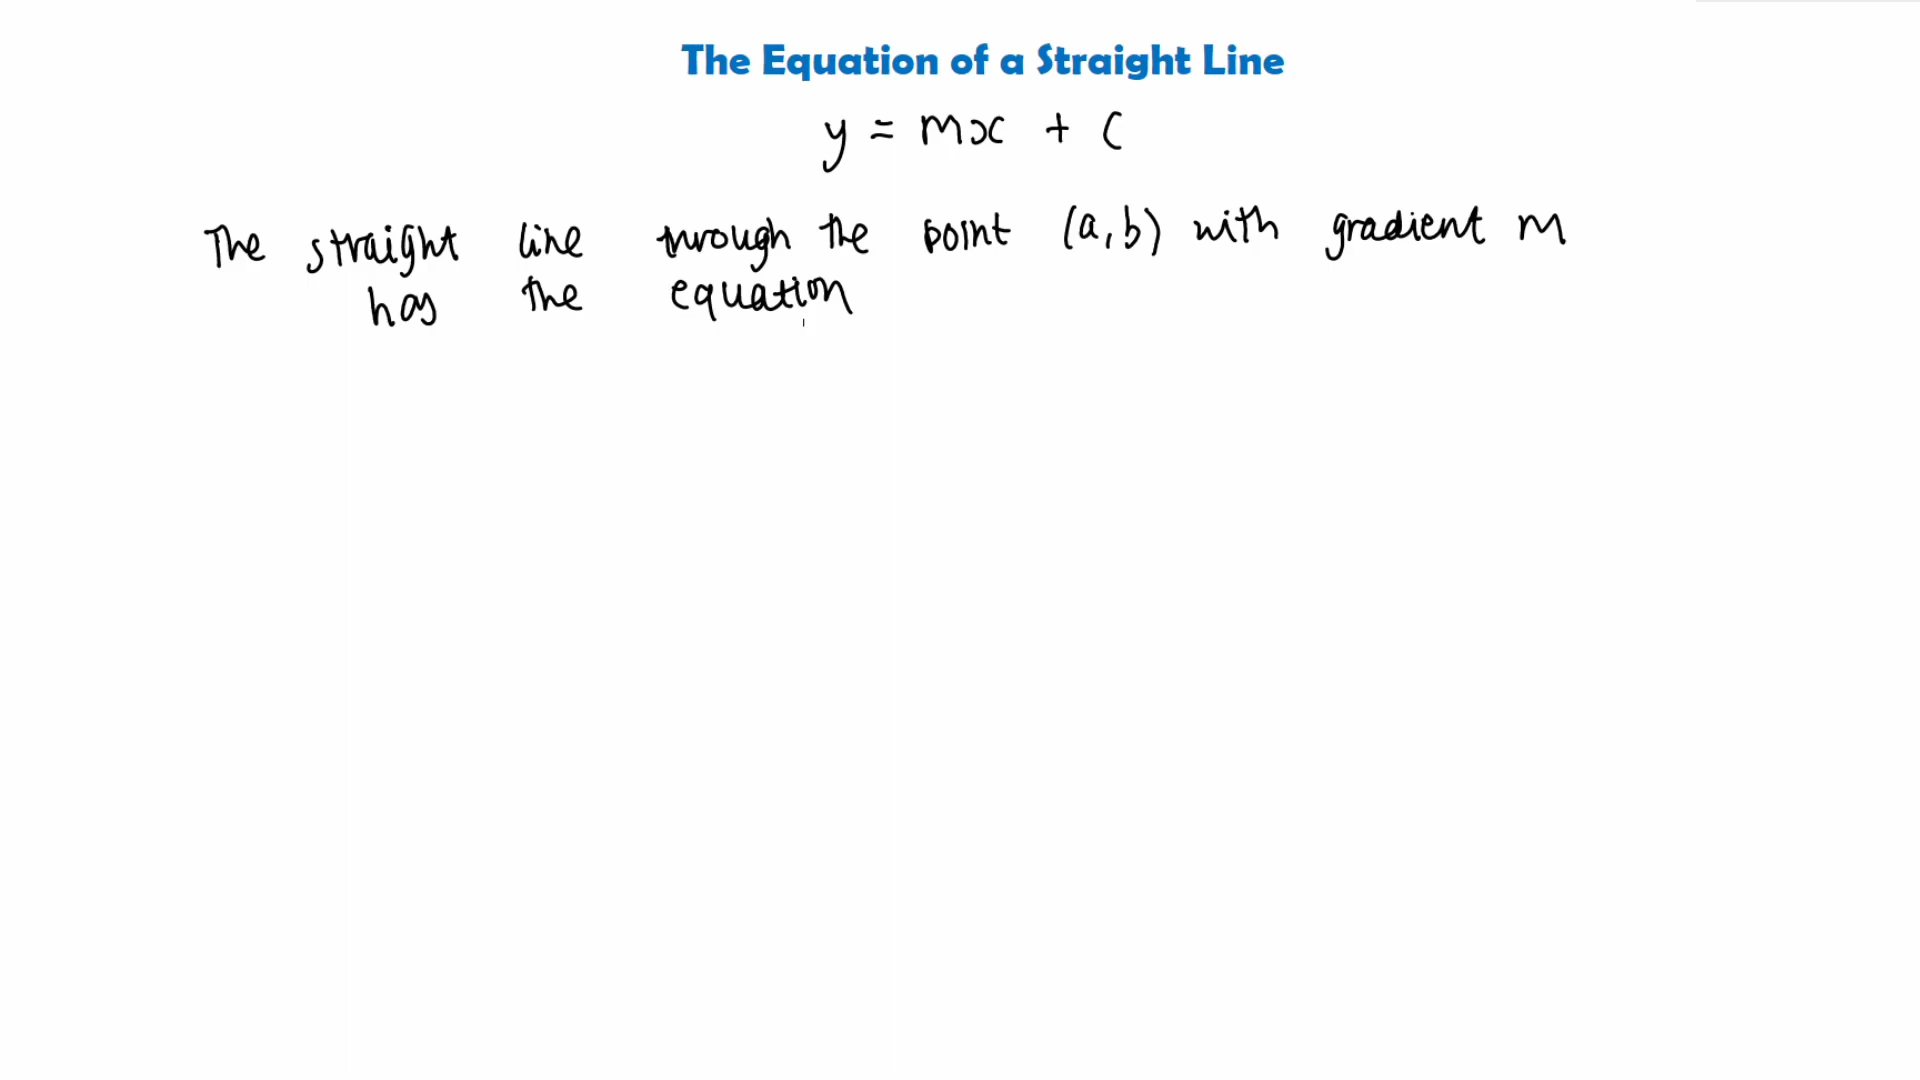 The Equation of a Straight Line
y = mx + c
The straight line through the point (a,b) with gradient m
has the equation